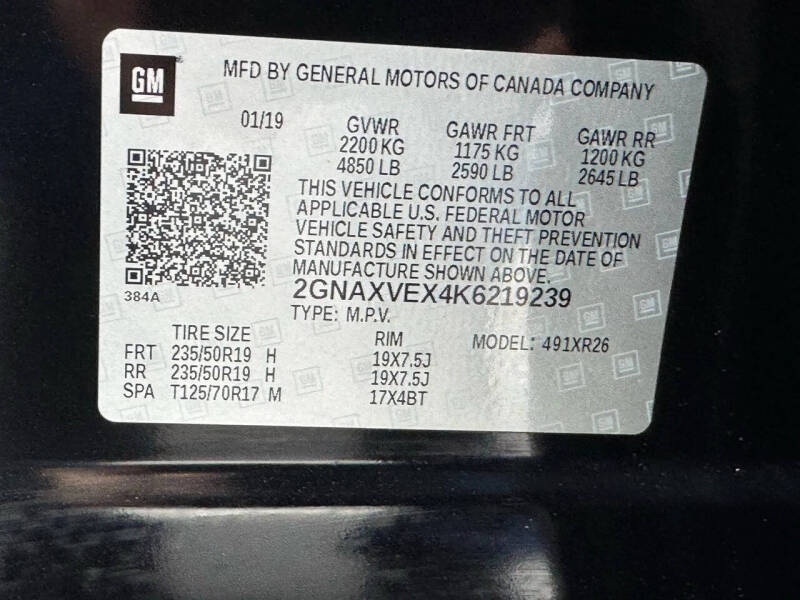 GM
MFD BY GENERAL MOTORS OF CANADA COMPANY
01/19 GVWR GAWR FRT GAWR RR
2200 KG 1175 KG 1200 KG
4850 LB 2590 LB 2645 LB
THIS VEHICLE CONFORMS TO ALL
APPLICABLE U.S. FEDERAL MOTOR
VEHICLE SAFETY AND THEFT PREVENTION
STANDARDS IN EFFECT ON THE DATE OF
MANUFACTURE SHOWN ABOVE.
384A
2GNAXVEX4K6219239
TYPE: M.P.V.
TIRE SIZE RIM MODEL: 491XR26
FRT 235/50R19 H 19X7.5J
RR 235/50R19 H 19X7.5J
SPA T125/70R17 M 17X4BT